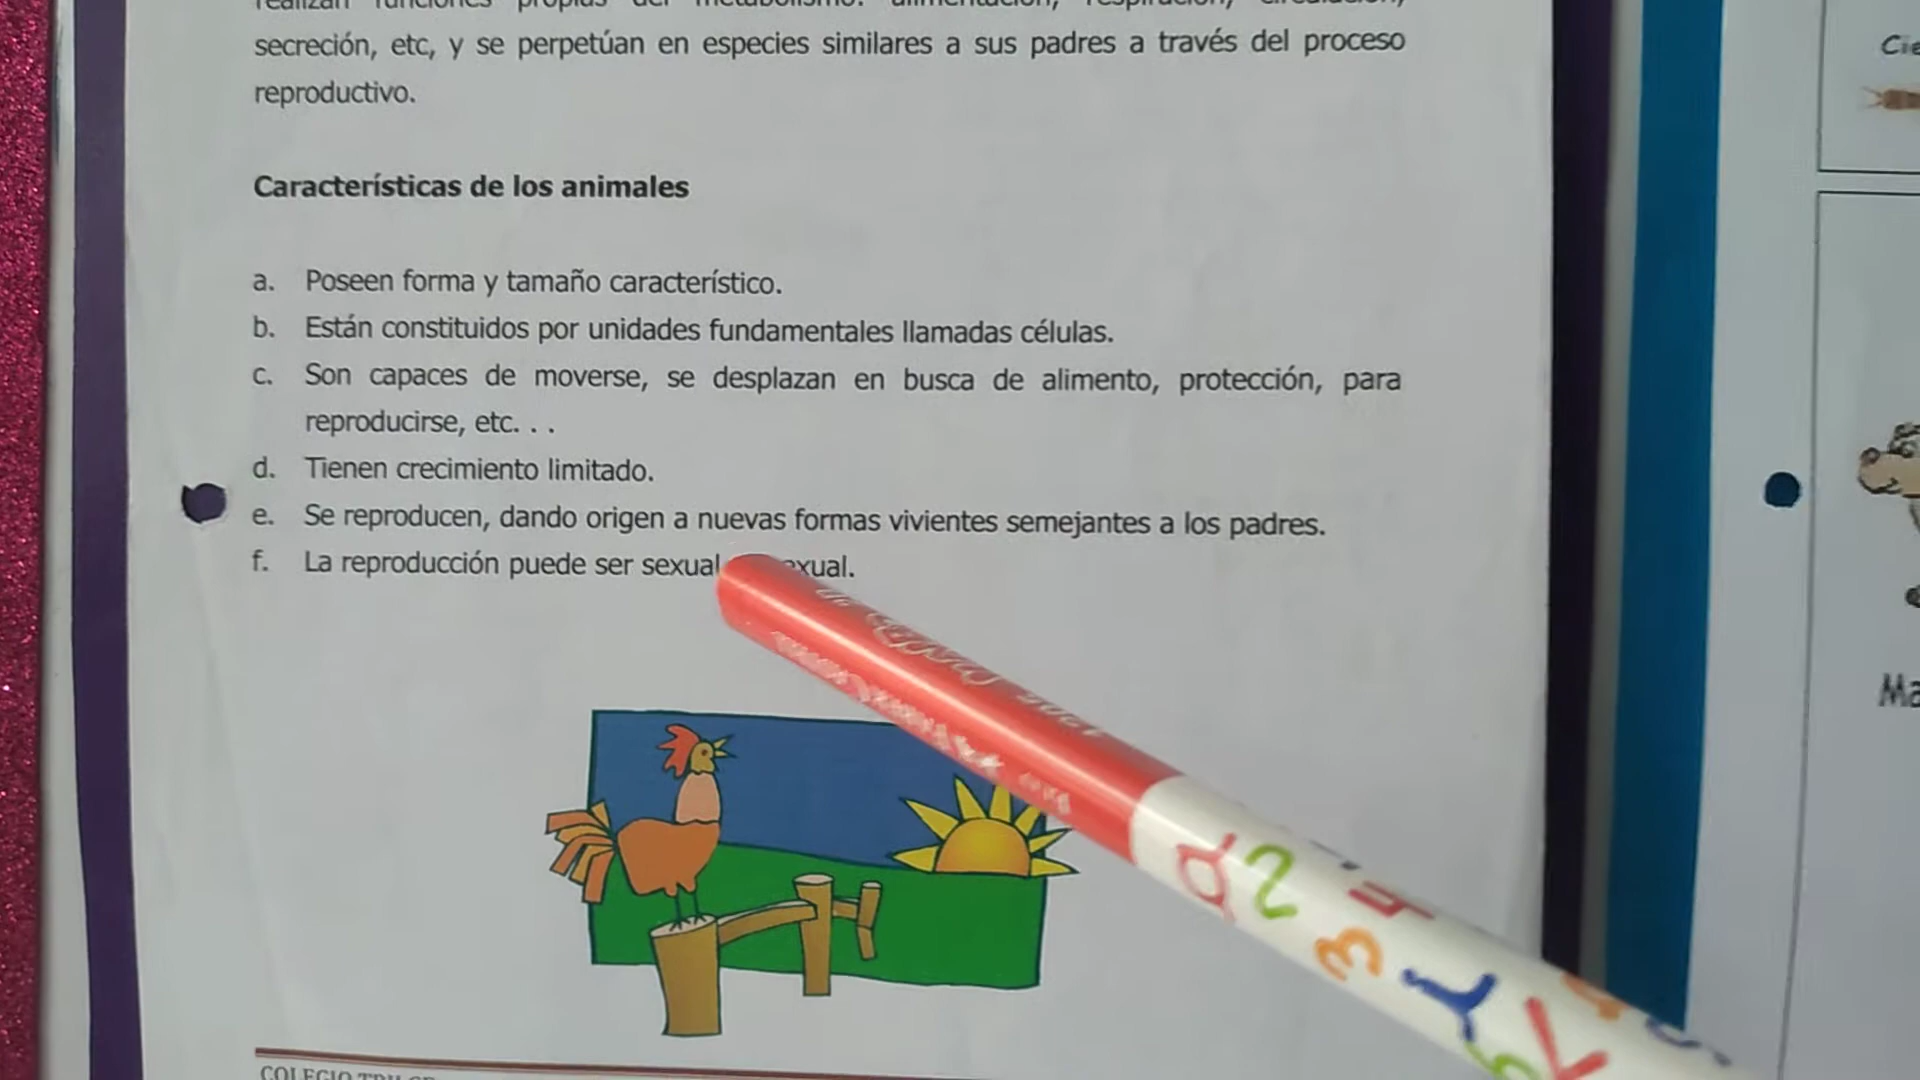 secreción, etc, y se perpetúan en especies similares a sus padres a través del proceso
reproductivo.
Características de los animales
a. Poseen forma y tamaño característico.
b. Están constituidos por unidades fundamentales llamadas células.
c. Son capaces de moverse, se desplazan en busca de alimento, protección, para
reproducirse, etc. . .
d. Tienen crecimiento limitado.
e. Se reproducen, dando origen a nuevas formas vivientes semejantes a los padres.
f. La reproducción puede ser sexual
COLEGIO